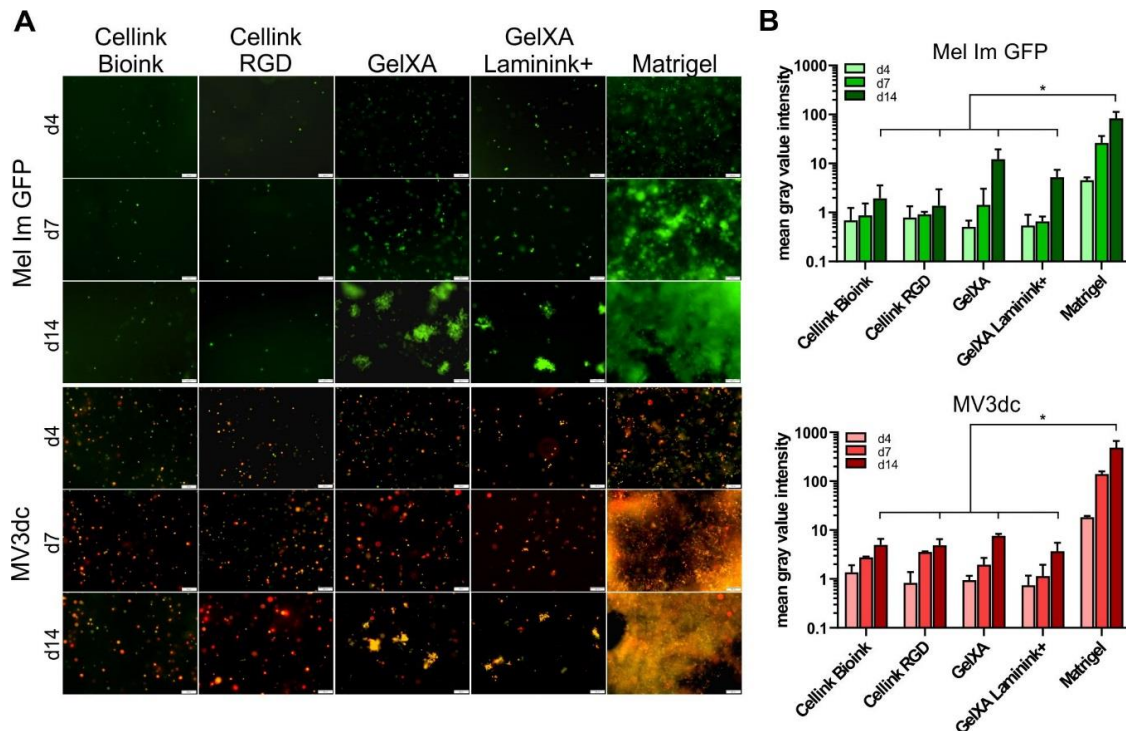 A
Cellink Bioink
Cellink RGD
GelXA
GelXA Laminink+
Matrigel
Mel Im GFP
d4
d7
d14
MV3dc
d4
d7
d14
B
Mel Im GFP
mean gray value intensity
1000
100
10
1
0.1
d4
d7
d14
*
Cellink Bioink
Cellink RGD
GelXA
GelXA Laminink+
Matrigel
MV3dc
mean gray value intensity
1000
100
10
1
0.1
d4
d7
d14
*
Cellink Bioink
Cellink RGD
GelXA
GelXA Laminink+
Matrigel